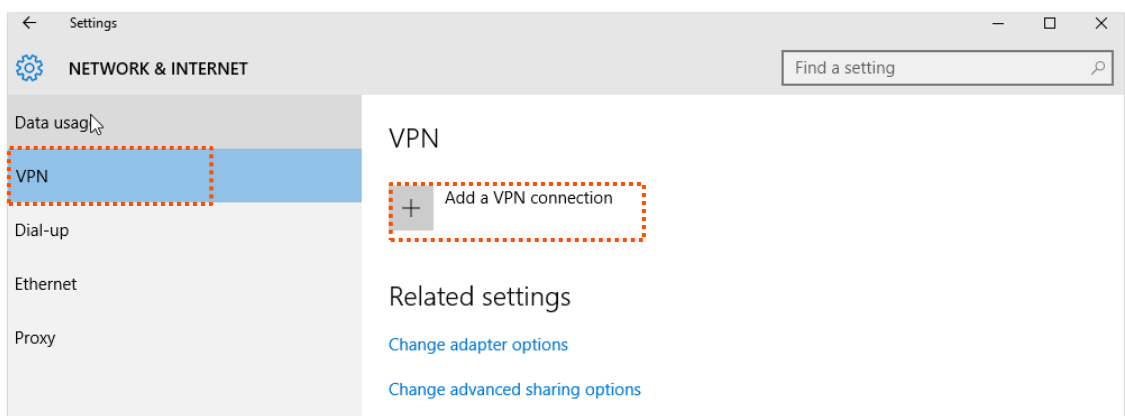 Settings
NETWORK & INTERNET
Find a setting
Data usage
VPN
Dial-up
Ethernet
Proxy
VPN
Add a VPN connection
Related settings
Change adapter options
Change advanced sharing options